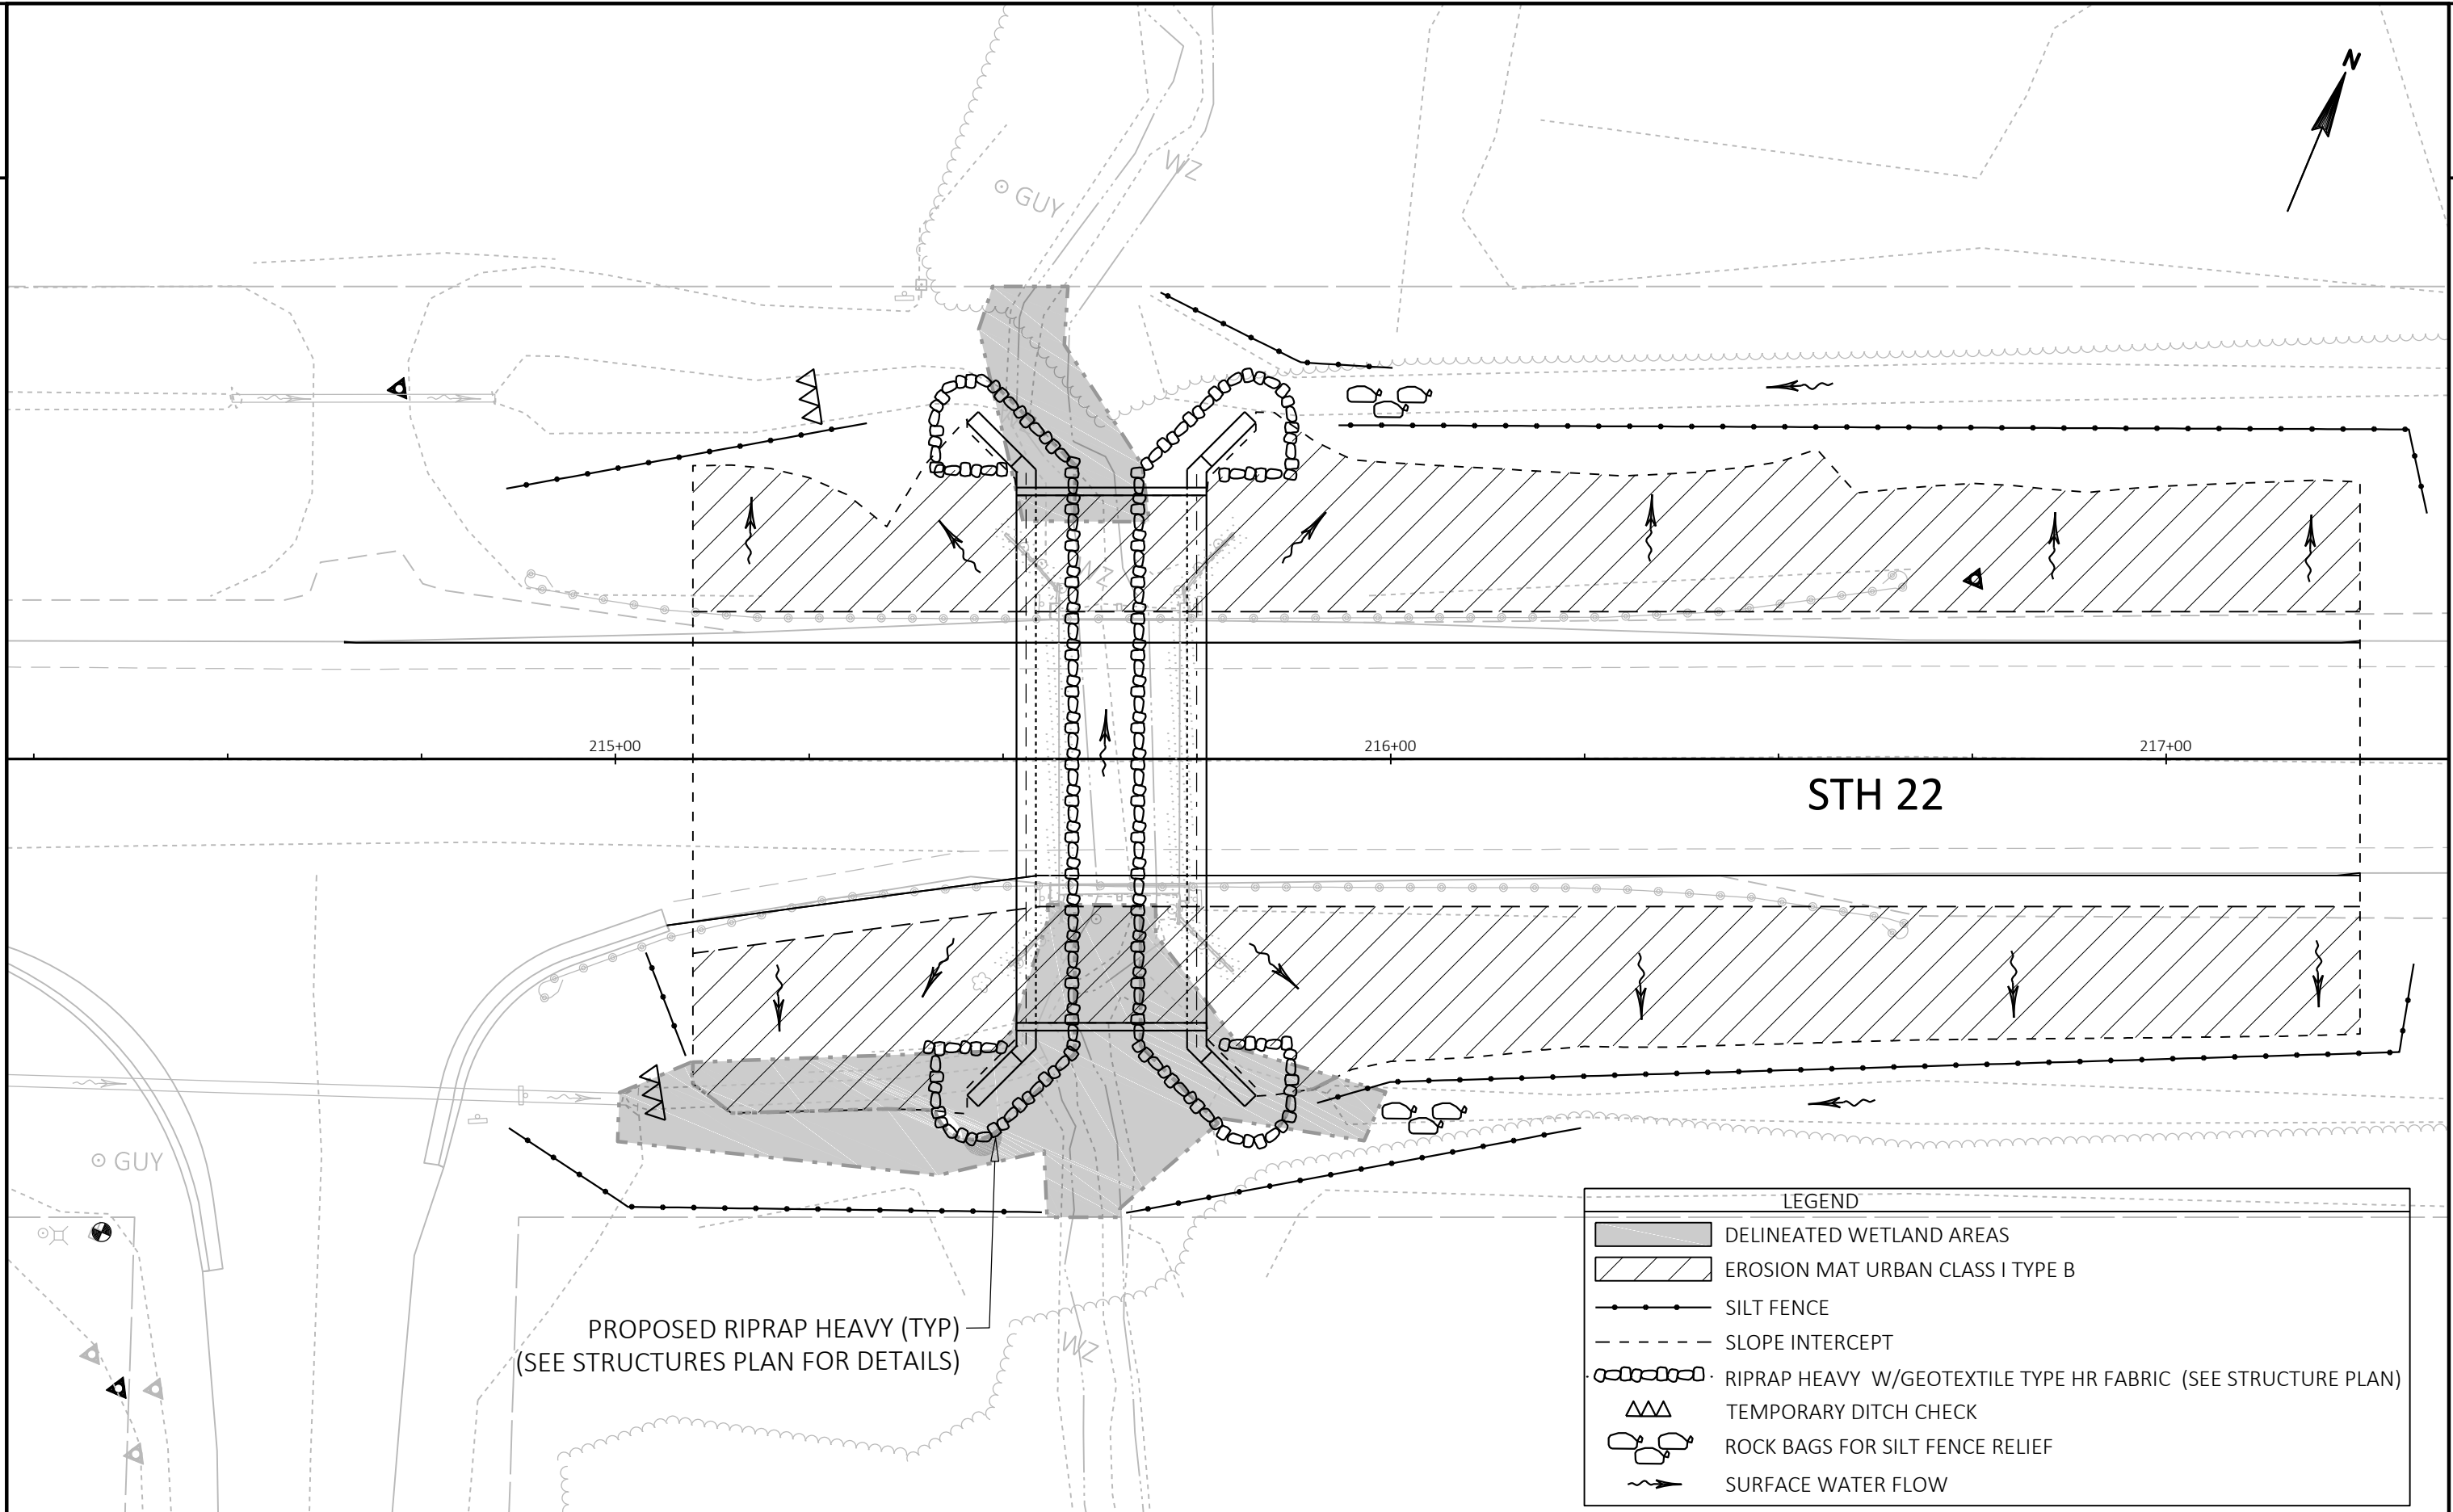 N
WZ
GUY
WZ
215+00
216+00
217+00
STH 22
GUY
LEGEND
DELINEATED WETLAND AREAS
EROSION MAT URBAN CLASS I TYPE B
SILT FENCE
SLOPE INTERCEPT
RIPRAP HEAVY W/GEOTEXTILE TYPE HR FABRIC (SEE STRUCTURE PLAN)
TEMPORARY DITCH CHECK
ROCK BAGS FOR SILT FENCE RELIEF
SURFACE WATER FLOW
PROPOSED RIPRAP HEAVY (TYP)
(SEE STRUCTURES PLAN FOR DETAILS)
WZ